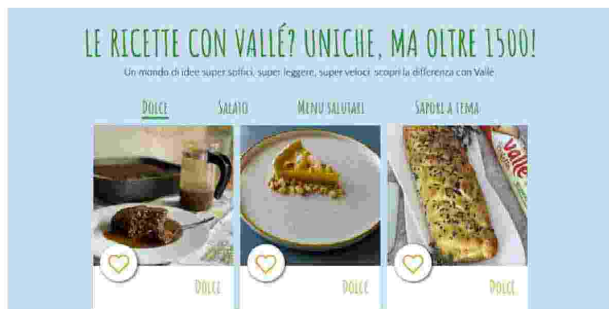 LE RICETTE CON VALLÉ? UNICHE, MA OLTRE 1500!
Un mondo di idee super soffici, super leggere, super veloci: scopri la differenza con Vallé
DOLCE SALATO MENU SALUTARI SAPORI A TEMA
Vallé
DOLCE DOLCE DOLCE